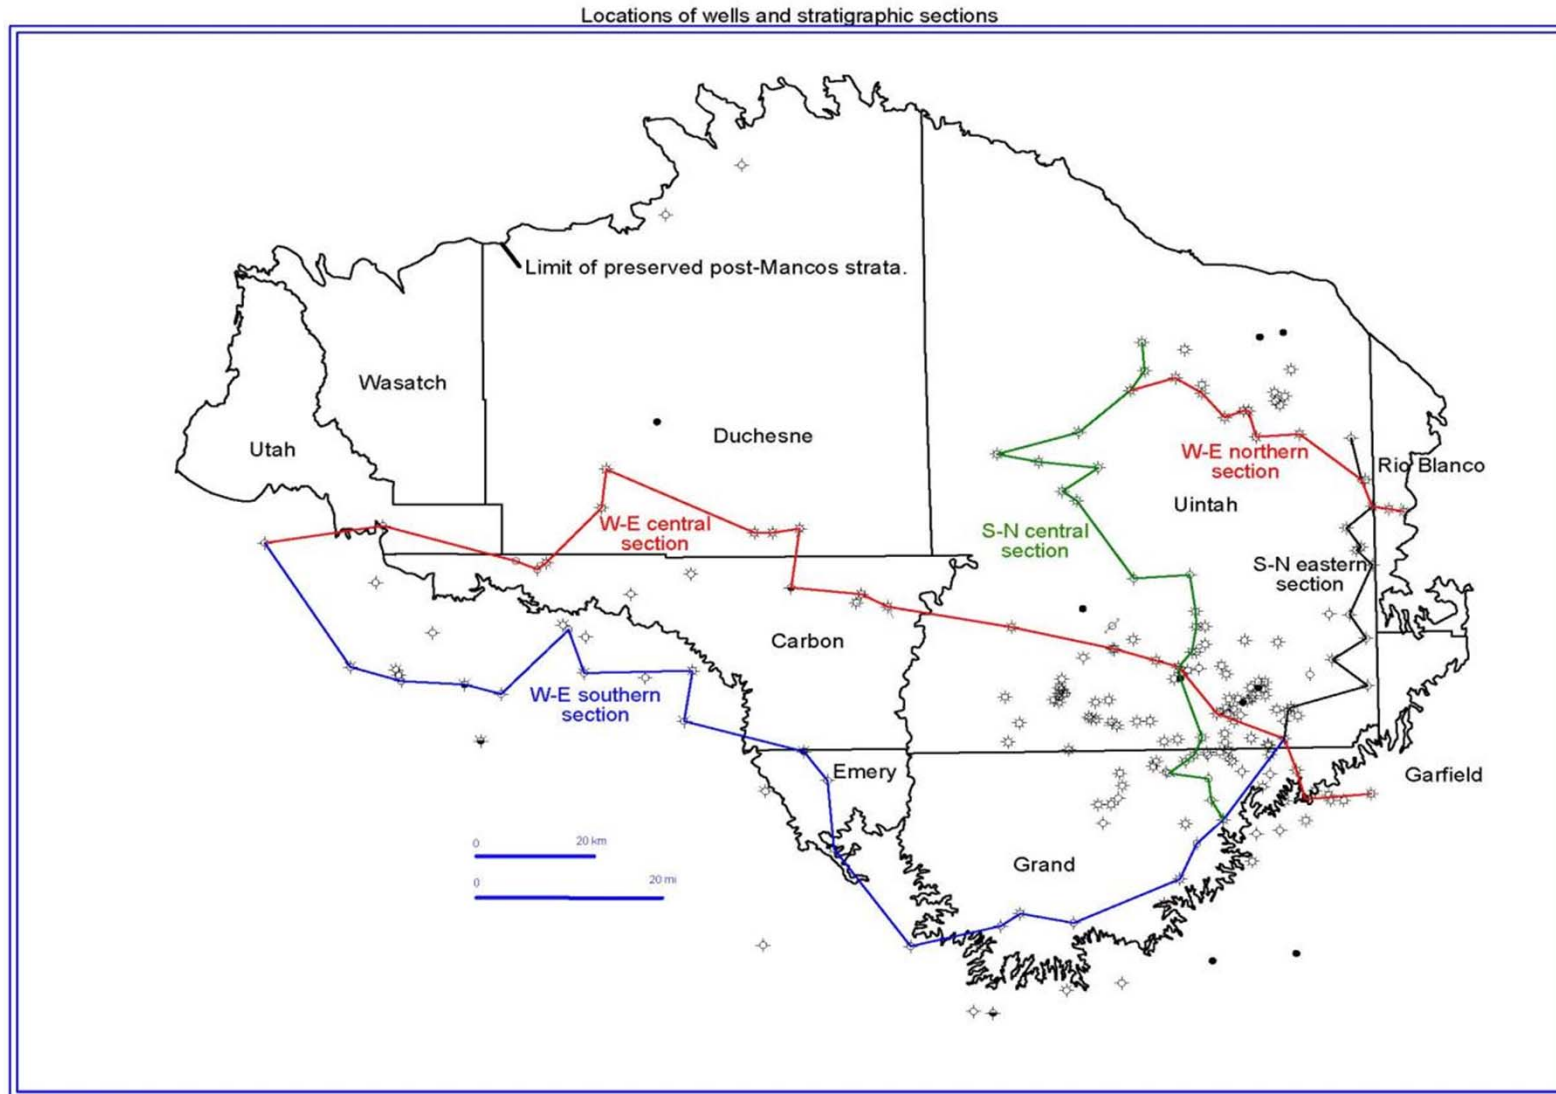 Locations of wells and stratigraphic sections
Limit of preserved post-Mancos strata.
Wasatch
Utah
Duchesne
W-E northern
section
Rio Blanco
Uintah
W-E central
section
S-N central
section
S-N eastern
section
Carbon
W-E southern
section
Emery
Garfield
Grand
0
20 km
0
20 mi